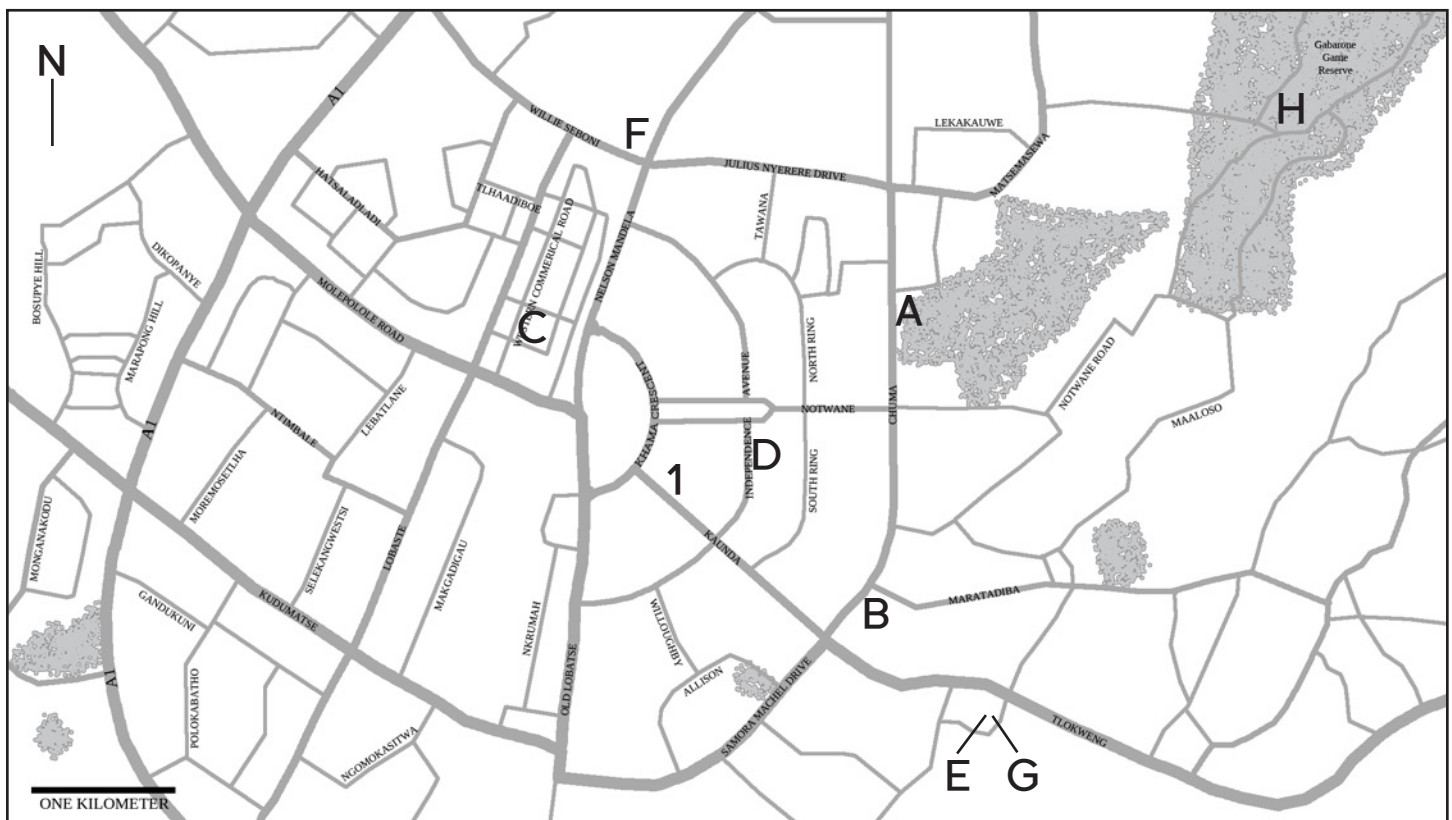 N
A1
WILLIE SEBONI
F
JULIUS NYERERE DRIVE
LEKAKAUWE
MATSEMASEWA
Gabarone
Game
Reserve
H
HATSALADLADI
TLHAADIBOE
WESTERN COMMERICAL ROAD
NELSON MANDELA
TAWANA
BOSUPYE HILL
DIKOPANYE
MARAPONG HILL
MOLEPOLOLE ROAD
C
A
KHAMA CRESCENT
INDEPENDENCE AVENUE
NORTH RING
NOTWANE
CHUMA
NOTWANE ROAD
MAALOSO
A1
NTIMBALE
LEBATLANE
MOREMOSETLHA
D
1
SOUTH RING
MONGANAKODU
SELEKANGWESTSI
LOBASTE
MAKGADIGAU
KAUNDA
GANDUKUNI
KUDUMATSE
NKRUMAH
WILLOUGHBY
B
MARATADIBA
A1
POLOKABATHO
OLD LOBATSE
ALLISON
SAMORA MACHEL DRIVE
TLOKWENG
NGOMOKASITWA
E
G
ONE KILOMETER